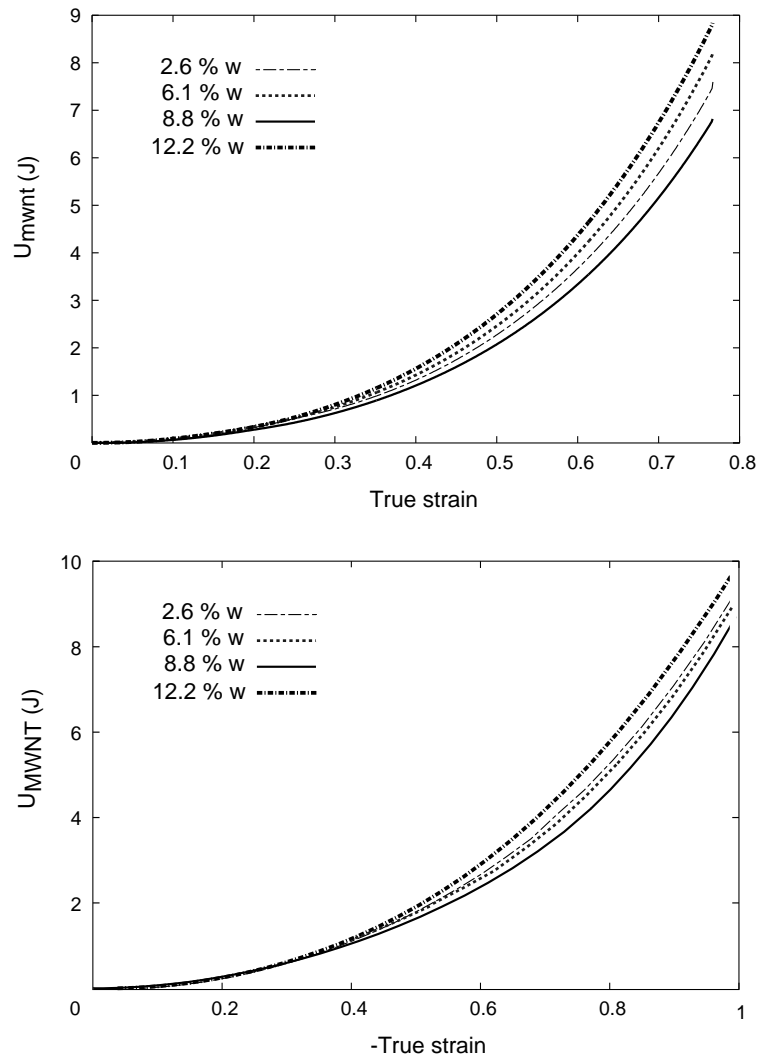 9
8
7
6
5
4
3
2
1
0
U mwnt (J)
2.6 % w
6.1 % w
8.8 % w
12.2 % w
0.1 0.2 0.3 0.4 0.5 0.6 0.7 0.8
True strain
10
8
6
4
2
0
U MWNT (J)
2.6 % w
6.1 % w
8.8 % w
12.2 % w
0.2 0.4 0.6 0.8 1
-True strain